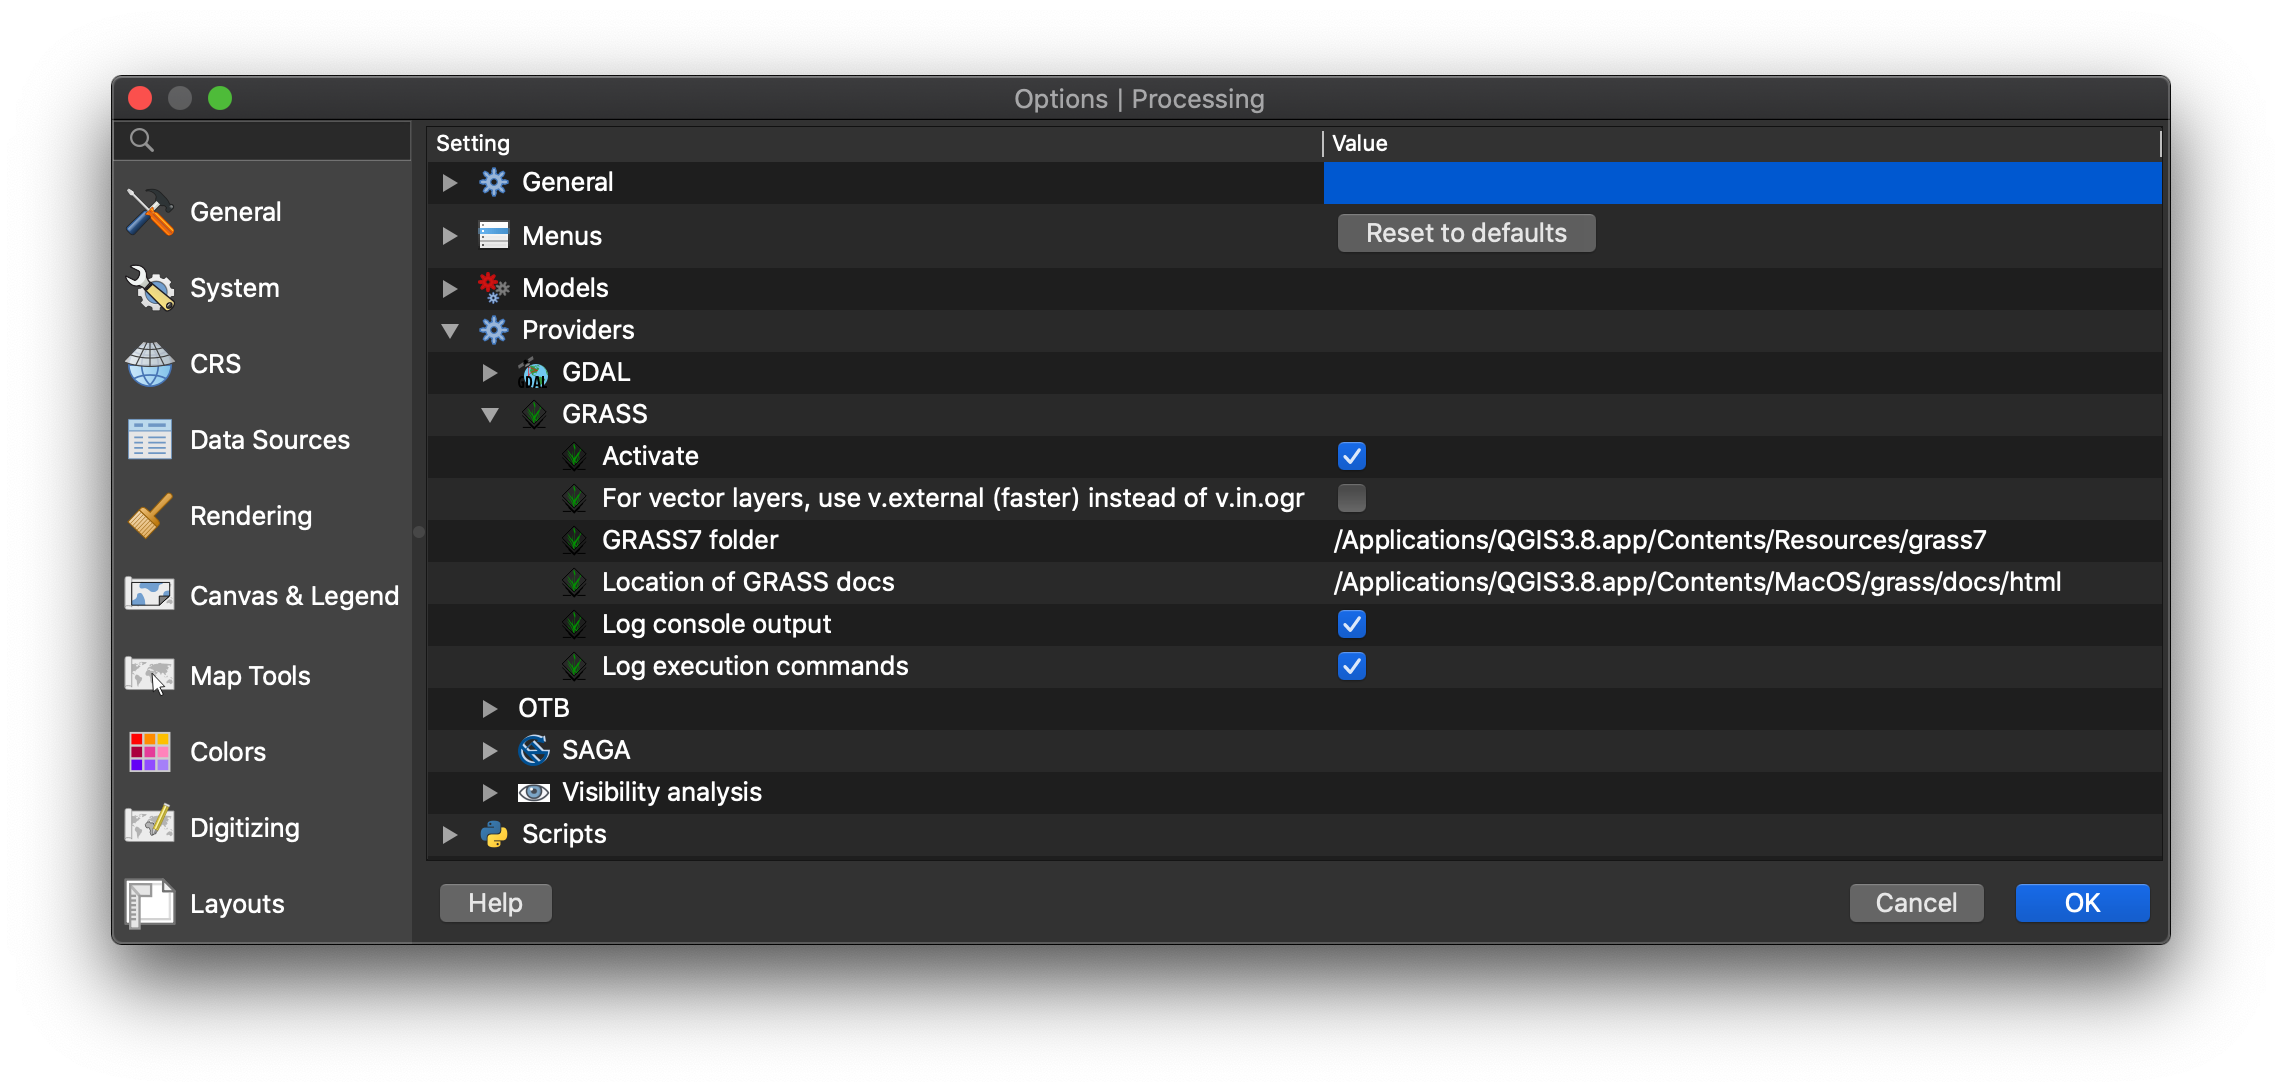 Options | Processing
General
System
CRS
Data Sources
Rendering
Canvas & Legend
Map Tools
Colors
Digitizing
Layouts
Setting Value
General
Menus Reset to defaults
Models
Providers
GDAL GDAL
GRASS
Activate
For vector layers, use v.external (faster) instead of v.in.ogr
GRASS7 folder /Applications/QGIS3.8.app/Contents/Resources/grass7
Location of GRASS docs /Applications/QGIS3.8.app/Contents/MacOS/grass/docs/html
Log console output
Log execution commands
OTB
SAGA
Visibility analysis
Scripts
Help Cancel OK